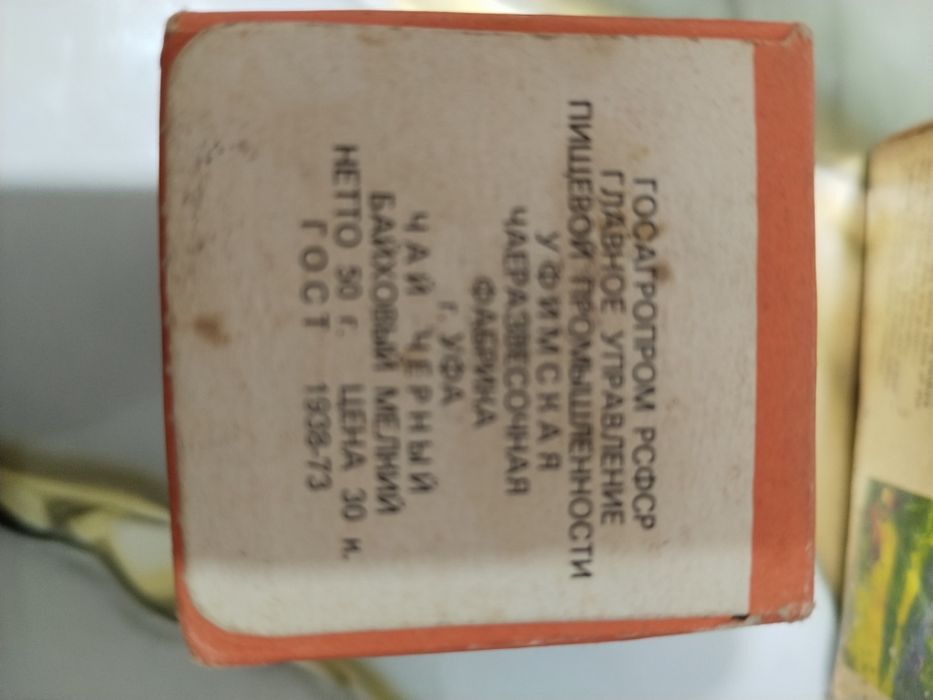 ГОСАГРОПРОМ РСФСР
ГЛАВНОЕ УПРАВЛЕНИЕ
ПИЩЕВОЙ ПРОМЫШЛЕННОСТИ
УФИМСКАЯ
ЧАЕРАЗВЕСОЧНАЯ
ФАБРИКА
г. УФА
ЧАЙ ЧЕРНЫЙ
БАЙХОВЫЙ МЕЛКИЙ
НЕТТО 50 г. ЦЕНА 30 к.
ГОСТ 1938-73